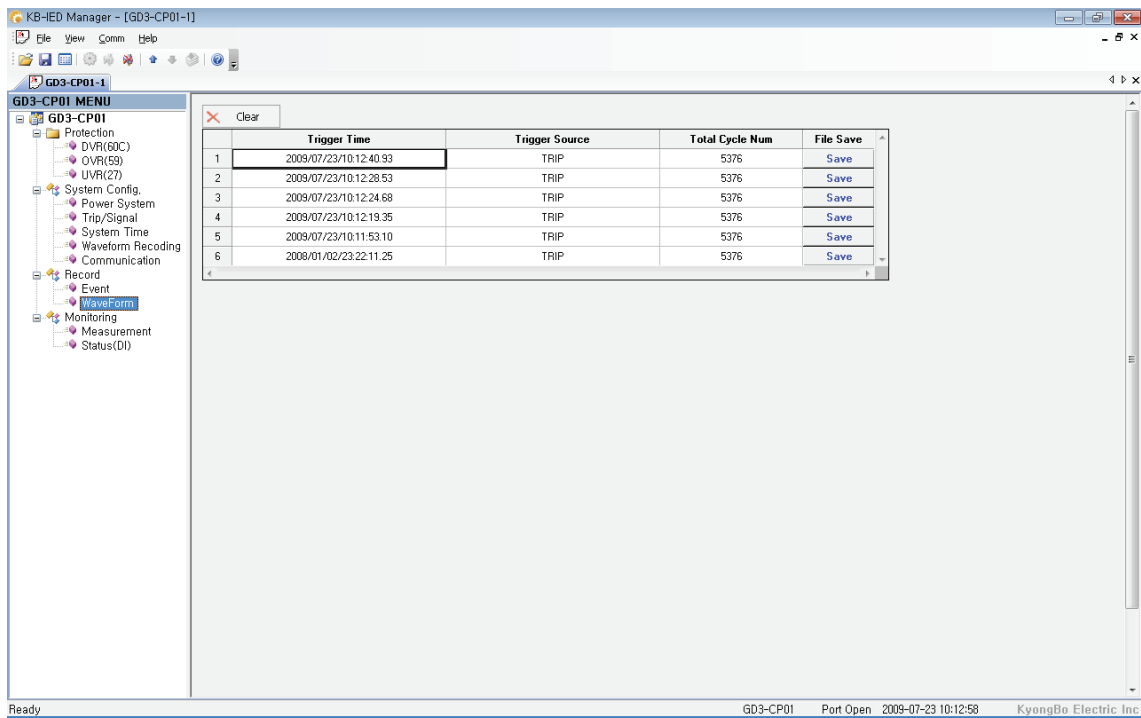 KB-IED Manager - [GD3-CP01-1]
File View Comm Help
GD3-CP01-1
GD3-CP01 MENU
GD3-CP01
Protection
DVR(60C)
OVR(59)
UVR(27)
System Config,
Power System
Trip/Signal
System Time
Waveform Recoding
Communication
Record
Event
WaveForm
Monitoring
Measurement
Status(DI)
Clear
Trigger Time Trigger Source Total Cycle Num File Save
1 2009/07/23/10:12:40.93 TRIP 5376 Save
2 2009/07/23/10:12:28.53 TRIP 5376 Save
3 2009/07/23/10:12:24.68 TRIP 5376 Save
4 2009/07/23/10:12:19.35 TRIP 5376 Save
5 2009/07/23/10:11:53.10 TRIP 5376 Save
6 2008/01/02/23:22:11.25 TRIP 5376 Save
Ready GD3-CP01 Port Open 2009-07-23 10:12:58 KyongBo Electric Inc